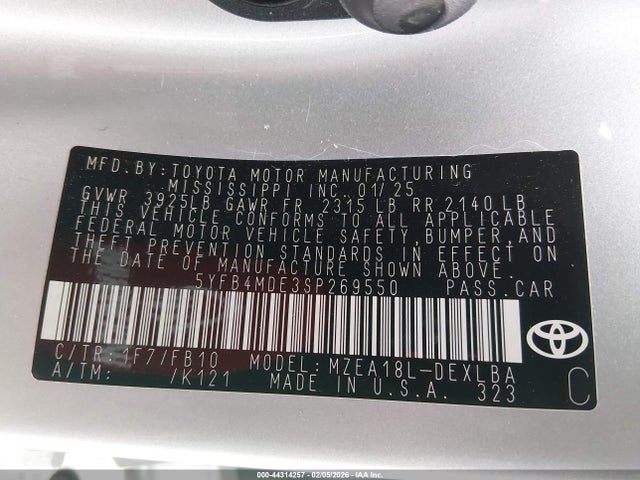 MFD. BY: TOYOTA MOTOR MANUFACTURING
MISSISSIPPI INC. 01/25
GVWR 3925LB GAWR FR 2315 LB RR 2140 LB
THIS VEHICLE CONFORMS TO ALL APPLICABLE
FEDERAL MOTOR VEHICLE SAFETY, BUMPER, AND
THEFT PREVENTION STANDARDS IN EFFECT ON
THE DATE OF MANUFACTURE SHOWN ABOVE.
5YFB4MDE3SP269550 PASS. CAR
C/TR: 1F7/FB10 MODEL: MZEA18L-DEXLBA
A/TM: /K121 MADE IN U.S.A. 323
C
000-44314257 - 02/05/2026 - IAA Inc.